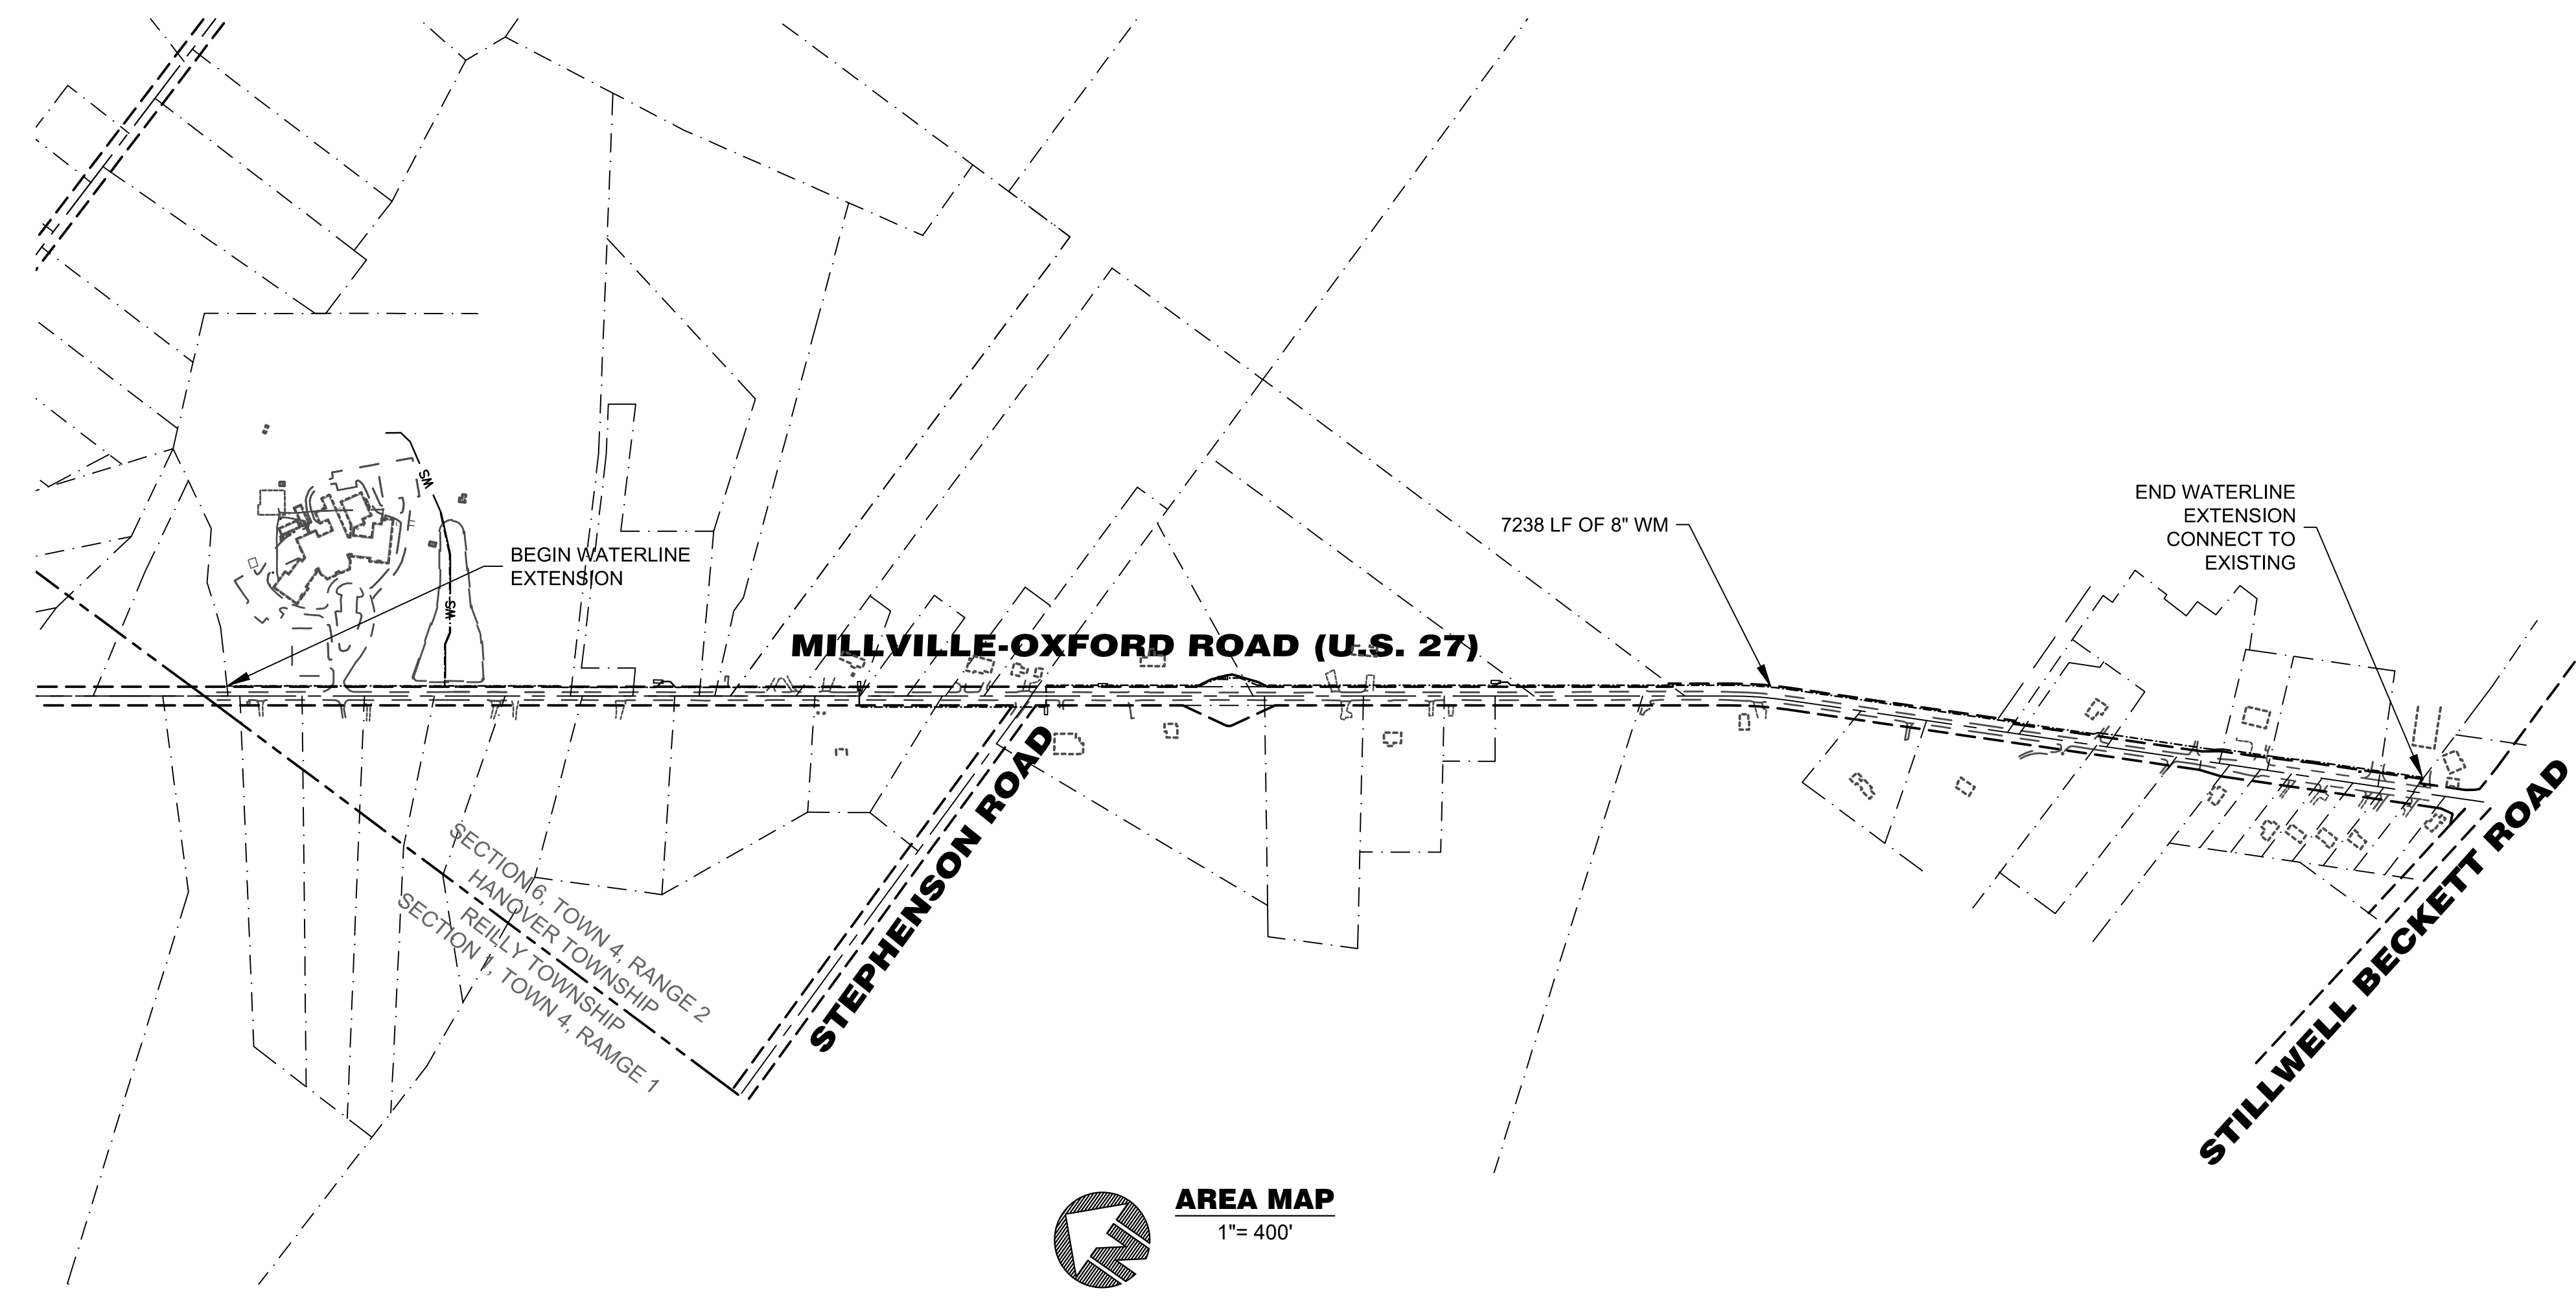 BEGIN WATERLINE
EXTENSION
MILLVILLE-OXFORD ROAD (U.S. 27)
7238 LF OF 8" WM
END WATERLINE
EXTENSION
CONNECT TO
EXISTING
WS
WS
SECTION 6, TOWN 4, RANGE 2
HANOVER TOWNSHIP
REILLY TOWNSHIP
SECTION 1, TOWN 4, RAMGE 1
STEPHENSON ROAD
STILLWELL BECKETT ROAD
AREA MAP
1"= 400'